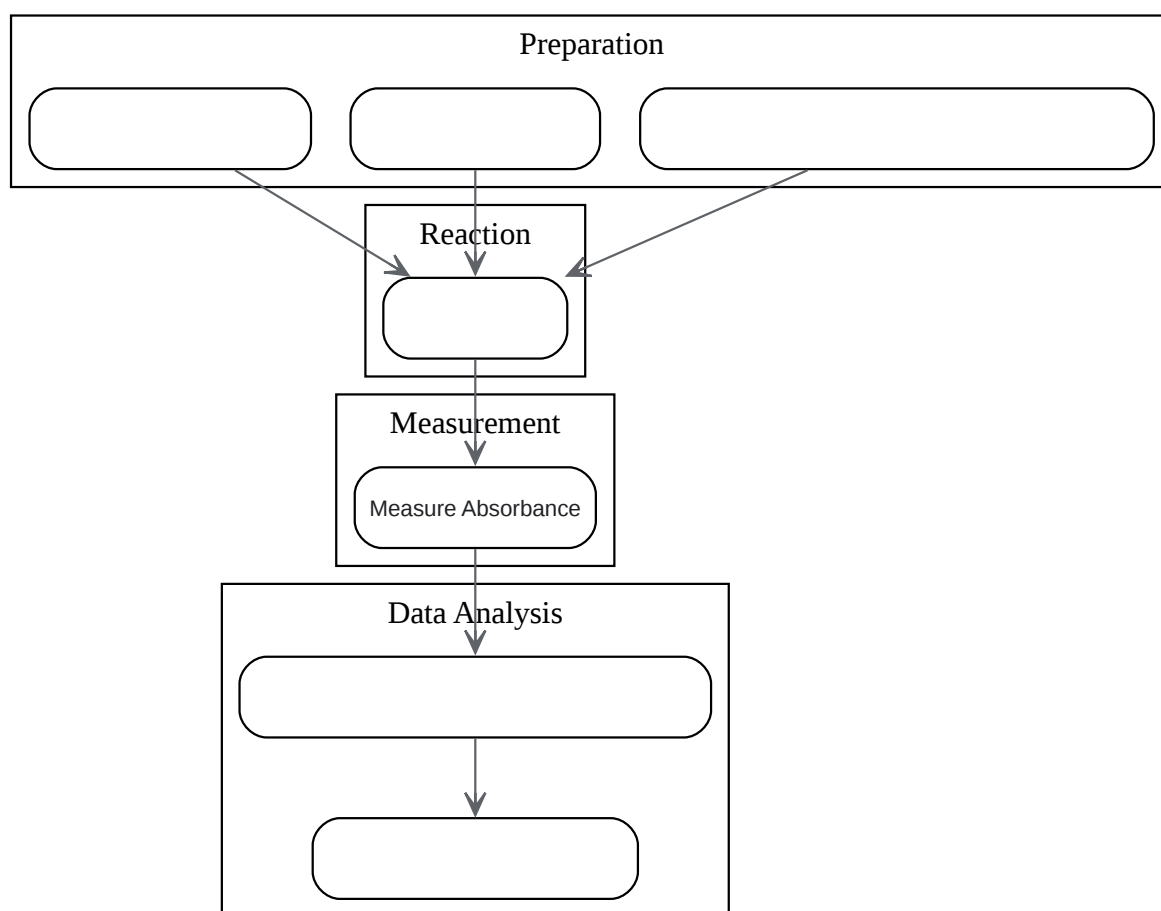 Preparation
Reaction
Measurement
Measure Absorbance
Data Analysis